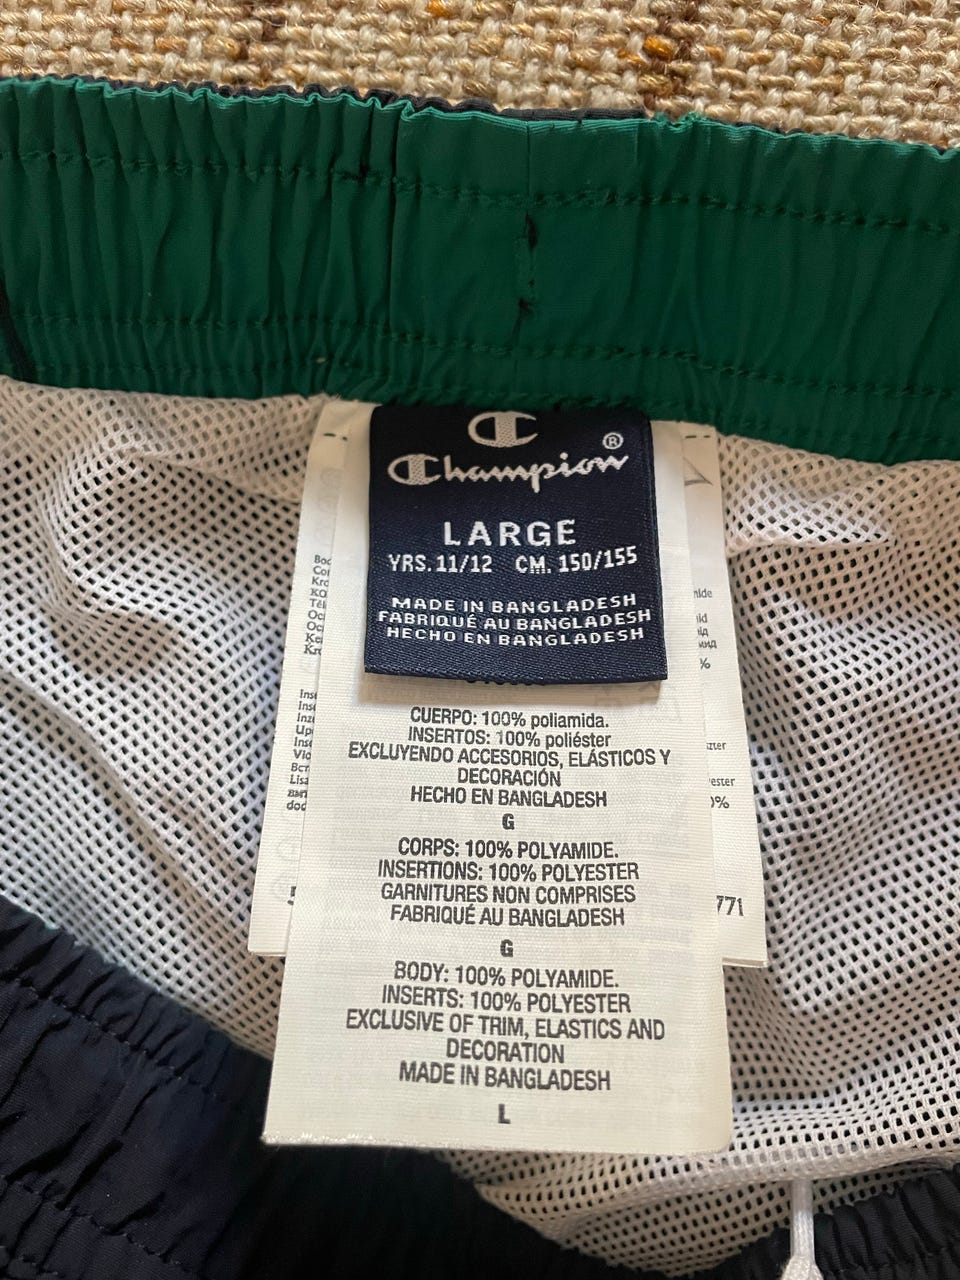 Champion®
LARGE
YRS. 11/12 CM. 150/155
MADE IN BANGLADESH
FABRIQUÉ AU BANGLADESH
HECHO EN BANGLADESH
CUERPO: 100% poliamida.
INSERTOS: 100% poliéster
EXCLUYENDO ACCESORIOS, ELÁSTICOS Y
DECORACIÓN
HECHO EN BANGLADESH
G
CORPS: 100% POLYAMIDE.
INSERTIONS: 100% POLYESTER
GARNITURES NON COMPRISES
FABRIQUÉ AU BANGLADESH
G
BODY: 100% POLYAMIDE.
INSERTS: 100% POLYESTER
EXCLUSIVE OF TRIM, ELASTICS AND
DECORATION
MADE IN BANGLADESH
L